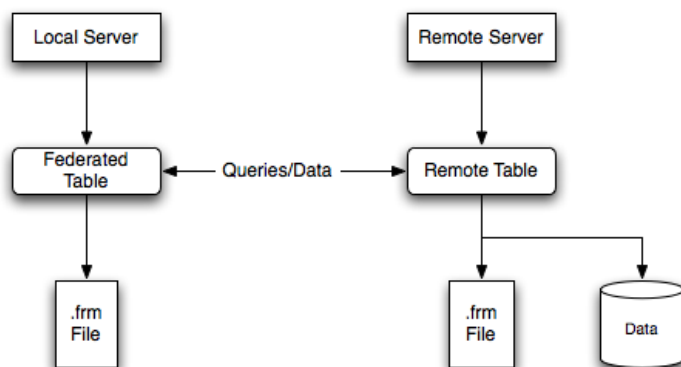 Local Server
Remote Server
Federated
Table
Queries/Data
Remote Table
.frm
File
.frm
File
Data